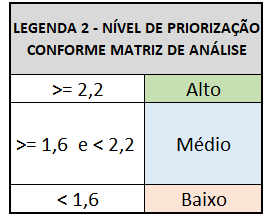 LEGENDA 2 - NÍVEL DE PRIORIZAÇÃO
CONFORME MATRIZ DE ANÁLISE
>= 2,2 Alto
>= 1,6 e < 2,2 Médio
< 1,6 Baixo